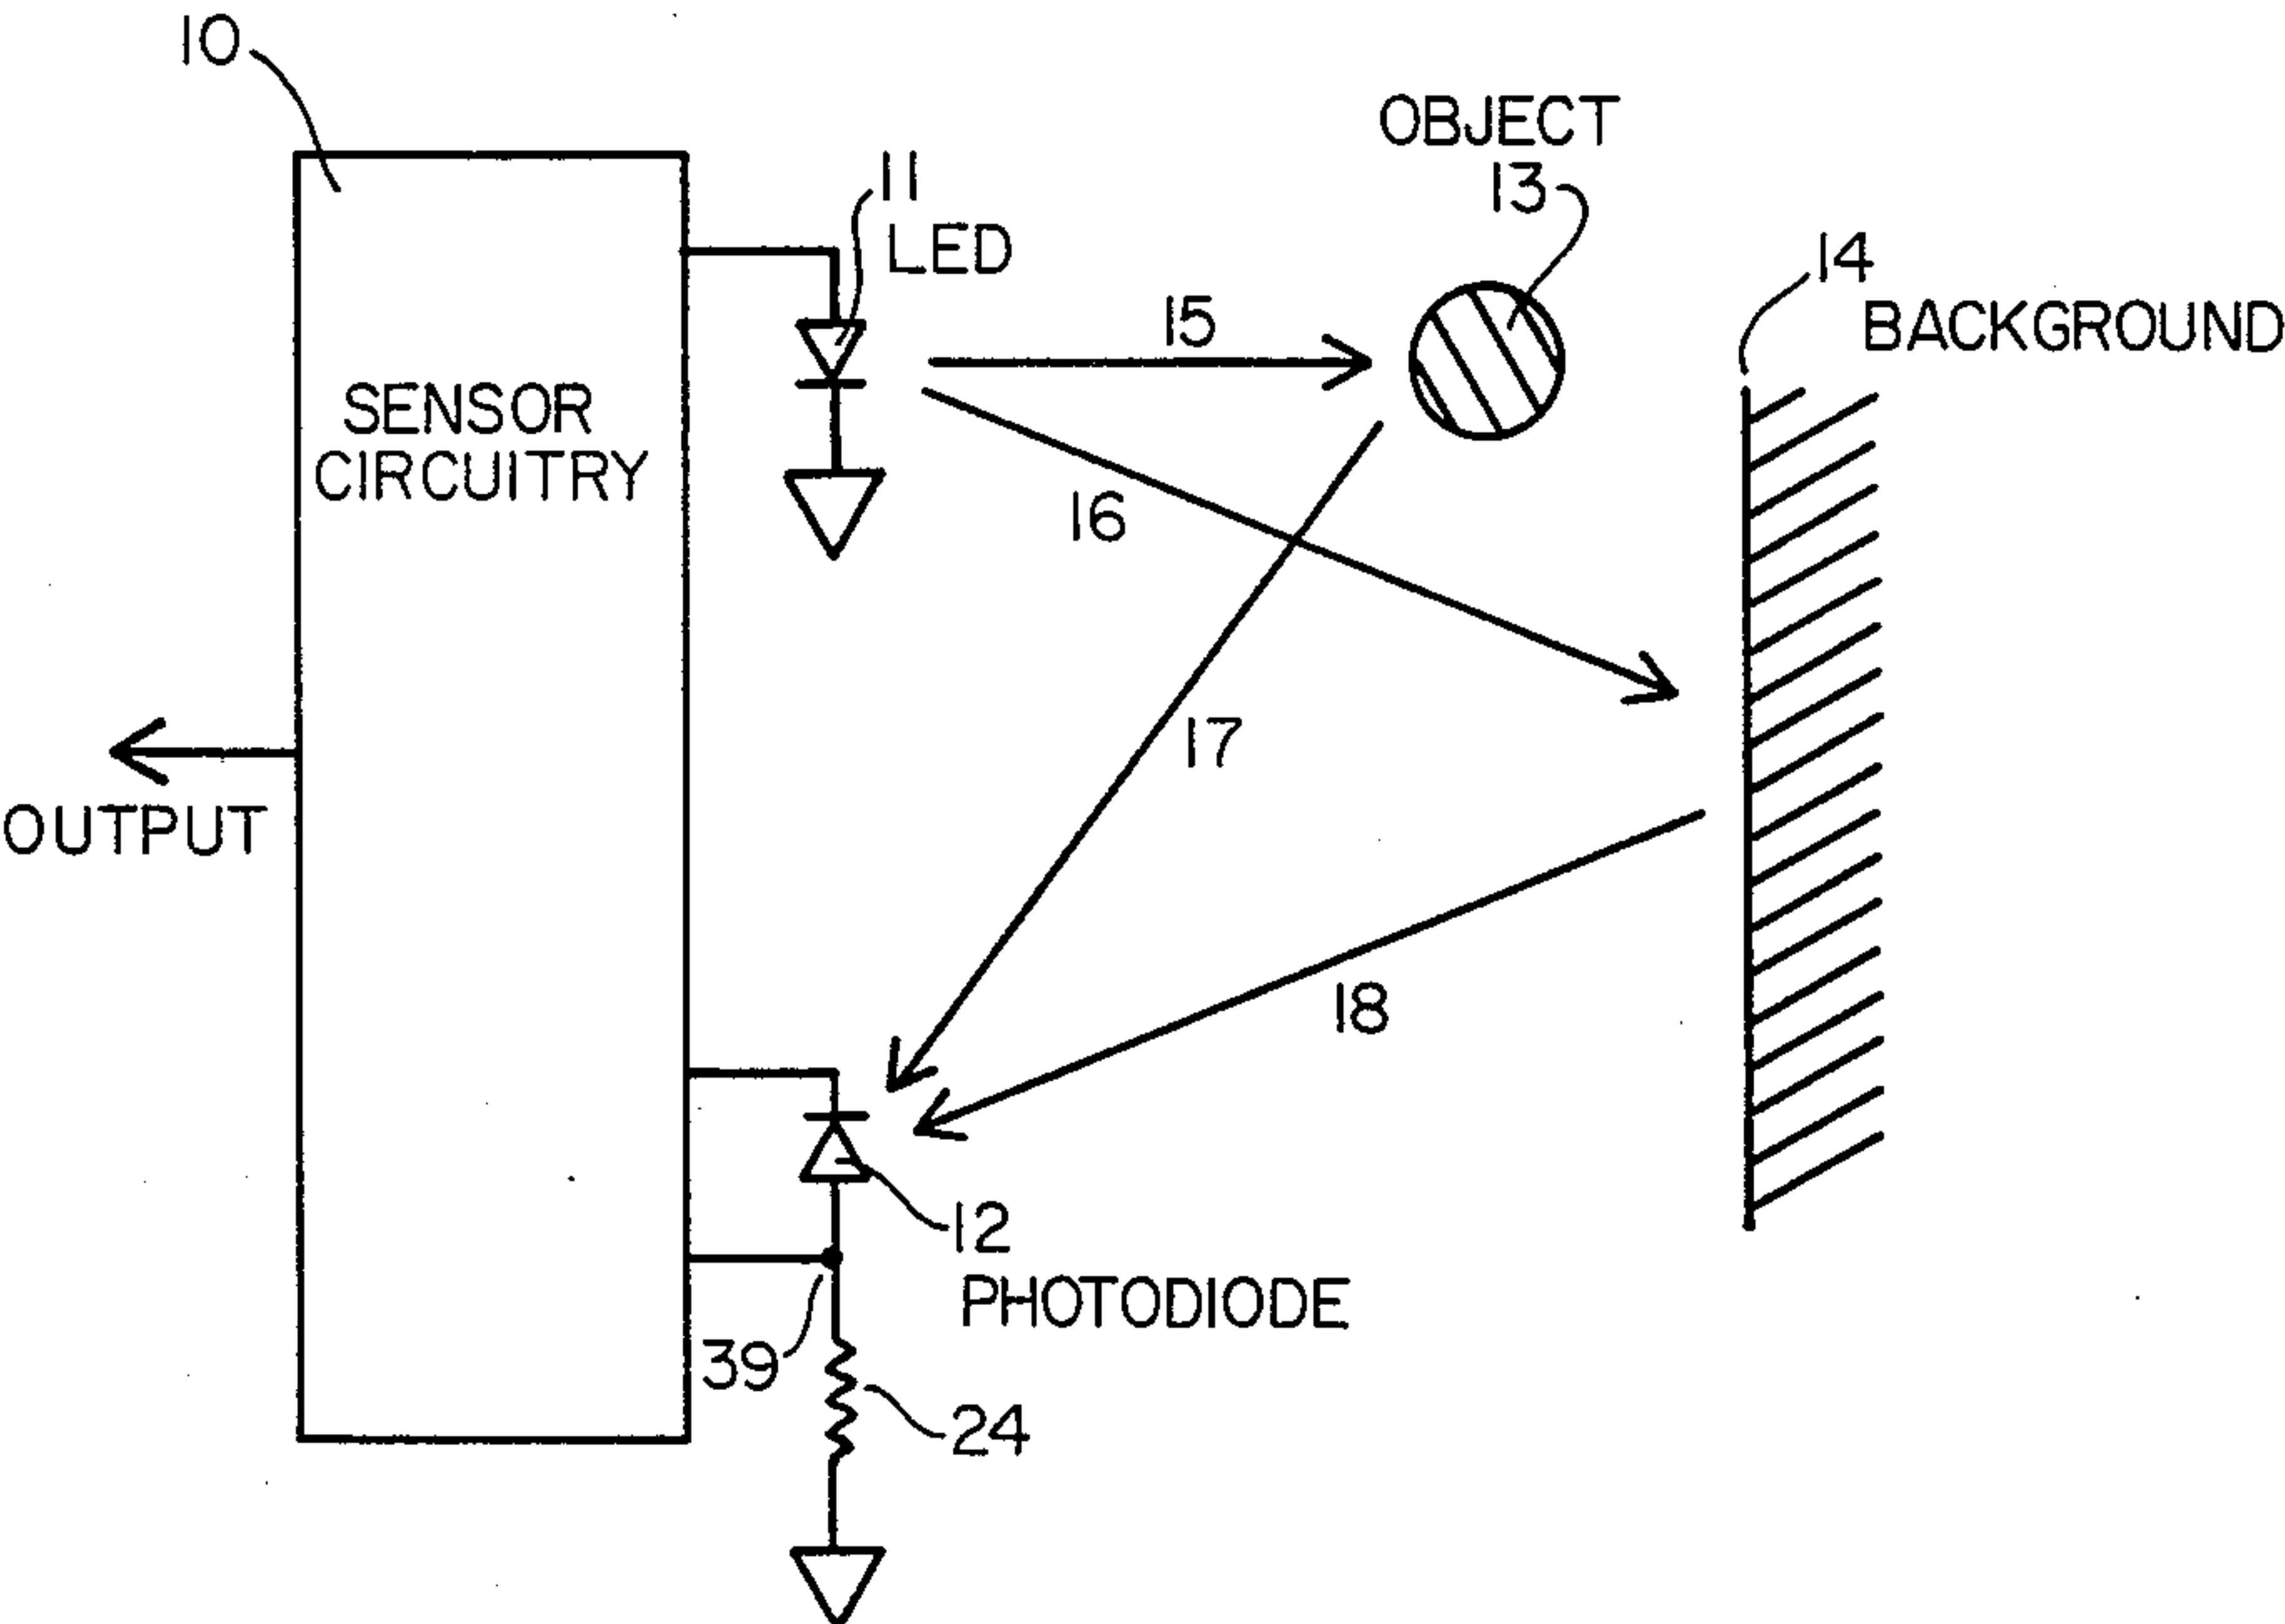 10
OBJECT
13
11
LED
14
BACKGROUND
15
SENSOR
CIRCUITRY
16
17
OUTPUT
18
12
PHOTODIODE
39
24